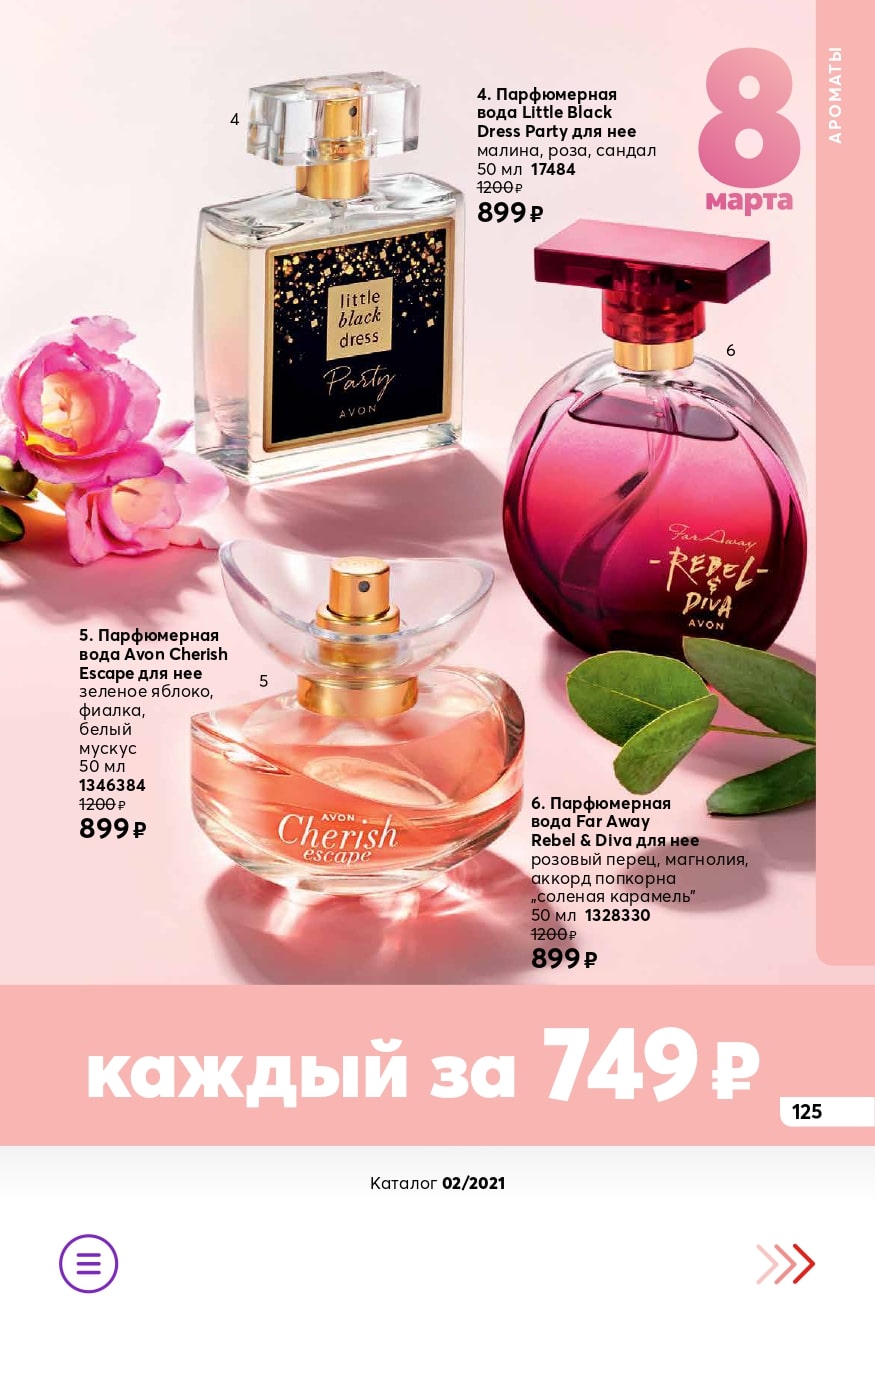 АРОМАТЫ
8
марта
4
4. Парфюмерная
вода Little Black
Dress Party для нее
малина, роза, сандал
50 мл 17484
1200 ₽
899 ₽
little
black
dress
Party
AVON
6
Far Away
-REBEL-
&
DIVA
AVON
5. Парфюмерная
вода Avon Cherish
Escape для нее
зеленое яблоко,
фиалка,
белый
мускус
50 мл
1346384
1200 ₽
899 ₽
5
AVON
Cherish
escape
6. Парфюмерная
вода Far Away
Rebel & Diva для нее
розовый перец, магнолия,
аккорд попкорна
„соленая карамель”
50 мл 1328330
1200 ₽
899 ₽
каждый за 749 ₽
125
Каталог 02/2021